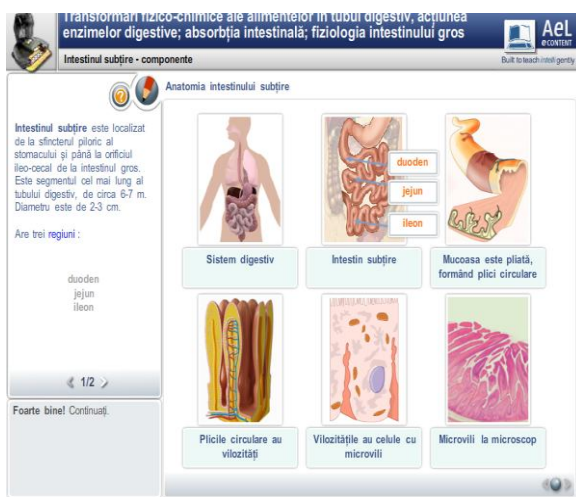 Transformări fizico-chimice ale alimentelor în tubul digestiv, acțiunea
enzimelor digestive; absorbția intestinală; fiziologia intestinului gros
AeL
eCONTENT
Built to teach intelligently
Intestinul subțire - componente
Anatomia intestinului subțire
Intestinul subțire este localizat
de la sfincterul piloric al
stomacului și până la orificiul
ileo-cecal de la intestinul gros.
Este segmentul cel mai lung al
tubului digestiv, de circa 6-7 m.
Diametru este de 2-3 cm.
Are trei regiuni :
duoden
jejun
ileon
1/2
Foarte bine! Continuați.
duoden
jejun
ileon
Sistem digestiv
Intestin subțire
Mucoasa este pliată,
formând plici circulare
Plicile circulare au
vilozități
Vilozitățile au celule cu
microvili
Microvili la microscop